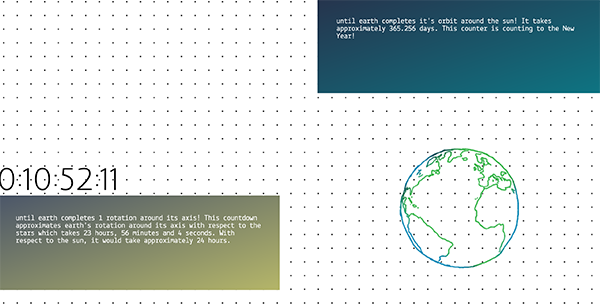 until earth completes it's orbit around the sun! It takes
approximately 365.256 days. This counter is counting to the New
Year!
0:10:52:11
until earth completes 1 rotation around its axis! This countdown
approximates earth's rotation around its axis with respect to the
stars which takes 23 hours, 56 minutes and 4 seconds. With
respect to the sun, it would take approximately 24 hours.